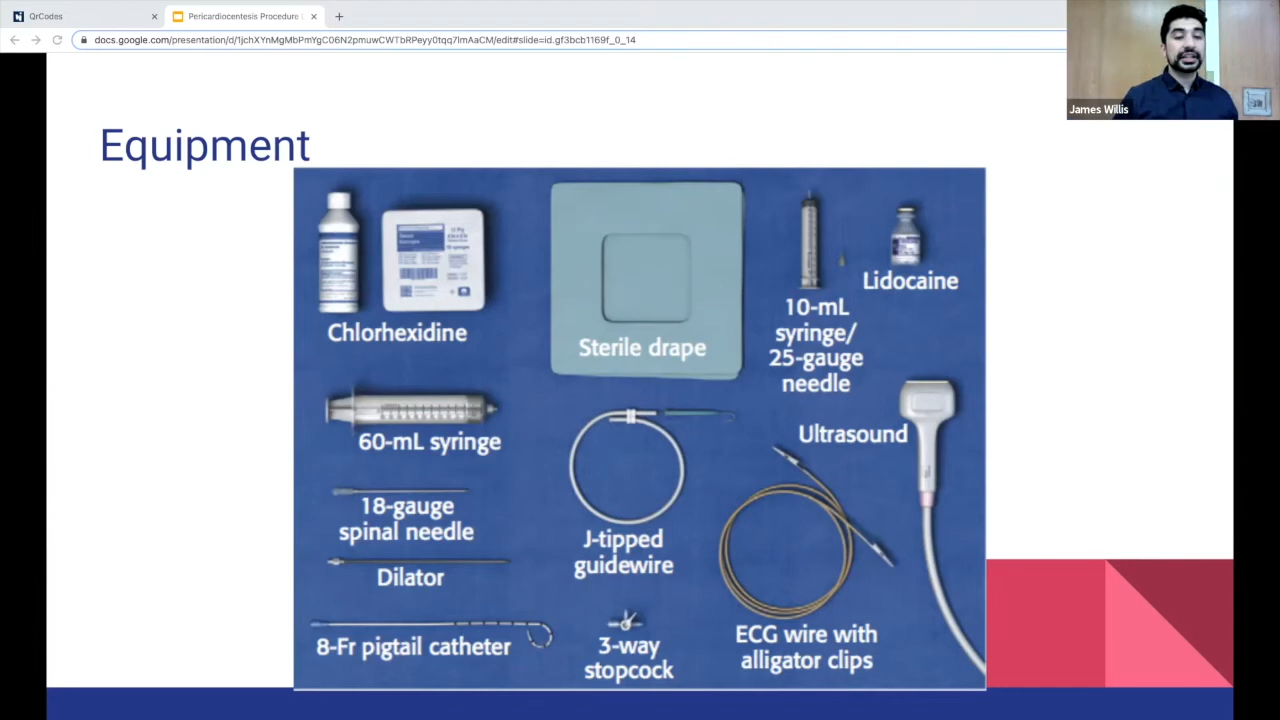 QrCodes
Pericardiocentesis Procedure
docs.google.com/presentation/d/1jchXYnMgMbPmYgC06N2pmuwCWTbRPeyy0tqq7lmAaCM/edit#slide=id.gf3bcb1169f_0_14
James Willis
Equipment
Chlorhexidine
Sterile drape
10-mL
syringe/
25-gauge
needle
Lidocaine
60-mL syringe
18-gauge
spinal needle
Dilator
8-Fr pigtail catheter
J-tipped
guidewire
3-way
stopcock
Ultrasound
ECG wire with
alligator clips